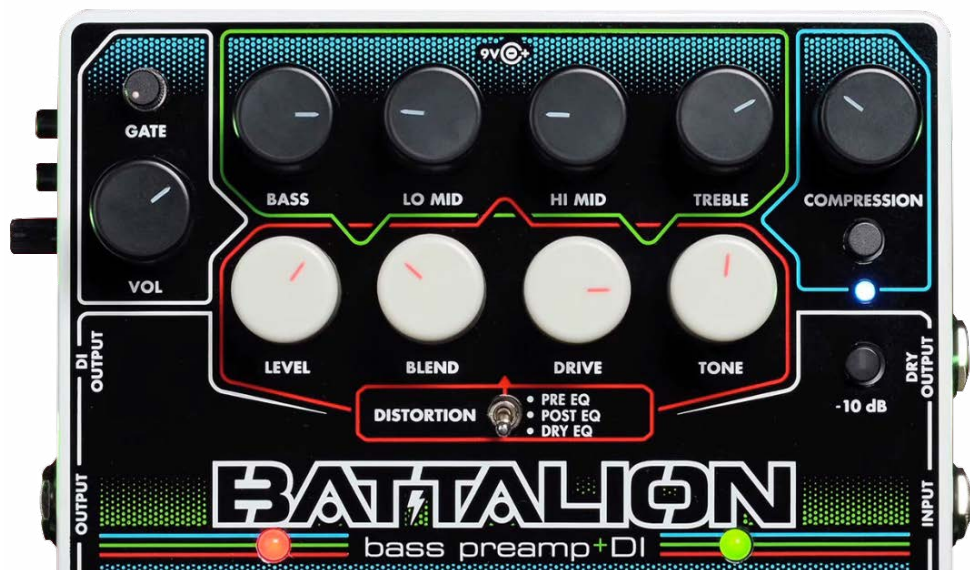 9V
GATE
BASS
LO MID
HI MID
TREBLE
COMPRESSION
VOL
LEVEL
BLEND
DRIVE
TONE
DI
OUTPUT
DRY
OUTPUT
-10 dB
DISTORTION
• PRE EQ
• POST EQ
• DRY EQ
OUTPUT
INPUT
BATTALION
bass preamp+DI